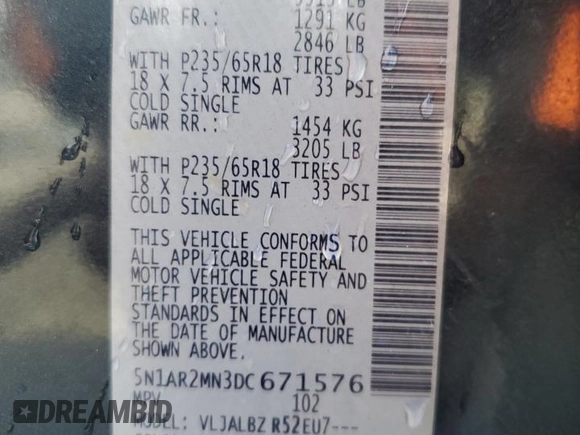 GAWR FR.: 1291 KG
2846 LB
WITH P235/65R18 TIRES
18 X 7.5 RIMS AT 33 PSI
COLD SINGLE
GAWR RR.: 1454 KG
3205 LB
WITH P235/65R18 TIRES
18 X 7.5 RIMS AT 33 PSI
COLD SINGLE
THIS VEHICLE CONFORMS TO
ALL APPLICABLE FEDERAL
MOTOR VEHICLE SAFETY AND
THEFT PREVENTION
STANDARDS IN EFFECT ON
THE DATE OF MANUFACTURE
SHOWN ABOVE.
5N1AR2MN3DC671576
MPV 102
MODEL: VLJALBZ R52EU7---
DREAMBID